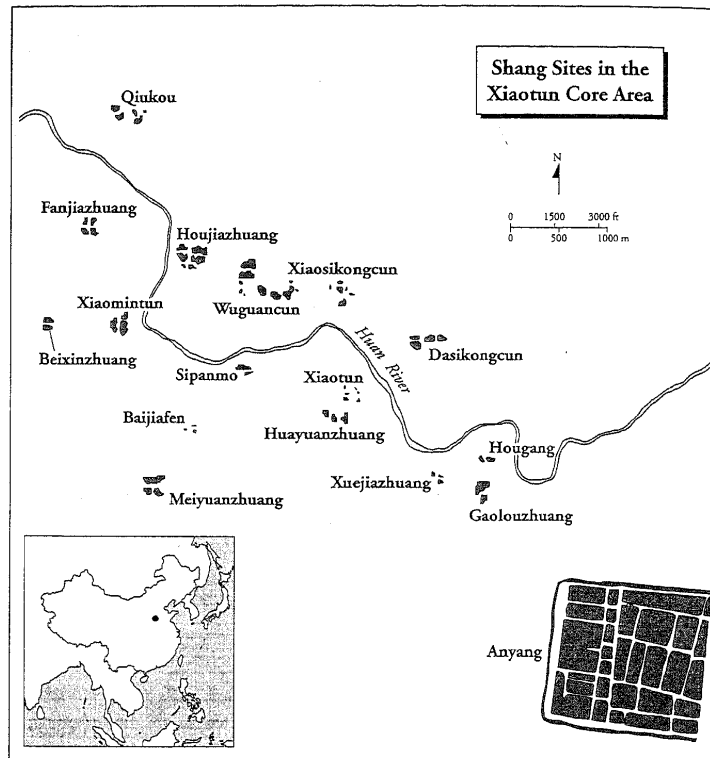 Shang Sites in the
Xiaotun Core Area
Qiukou
N
0 1500 3000 ft
0 500 1000 m
Fanjiazhuang
Houjiazhuang
Xiaosikongcun
Wuguancun
Xiaomintun
Beixinzhuang
Huan River
Dasikongcun
Sipanmo
Xiaotun
Baijiafen
Huayuanzhuang
Hougang
Xuejiazhuang
Meiyuanzhuang
Gaolouzhuang
Anyang